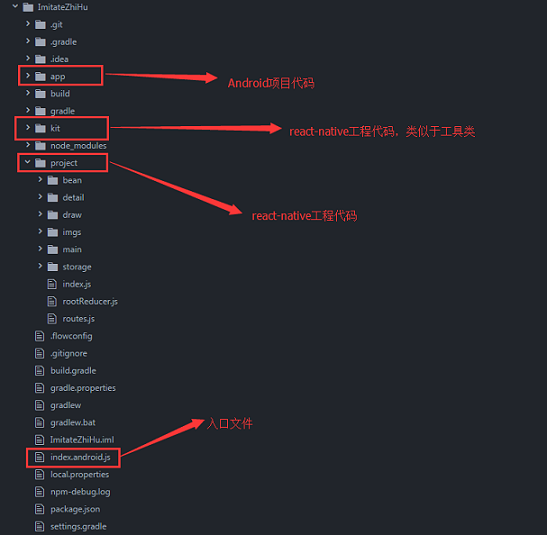 ImitateZhiHu
.git
.gradle
.idea
app
Android项目代码
build
gradle
kit
react-native工程代码，类似于工具类
node_modules
project
bean
detail
react-native工程代码
draw
imgs
main
storage
index.js
rootReducer.js
routes.js
.flowconfig
.gitignore
build.gradle
gradle.properties
gradlew
gradlew.bat
入口文件
ImitateZhiHu.iml
index.android.js
local.properties
npm-debug.log
package.json
settings.gradle